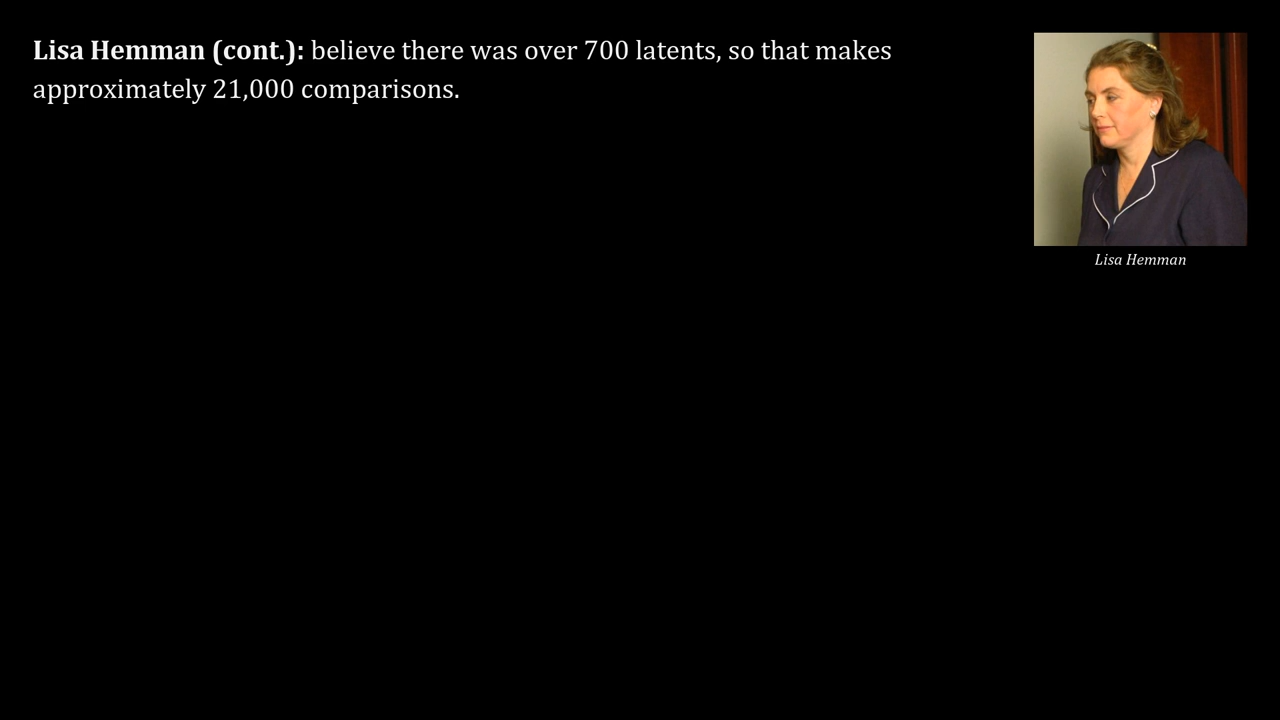 Lisa Hemman (cont.): believe there was over 700 latents, so that makes
approximately 21,000 comparisons.
Lisa Hemman